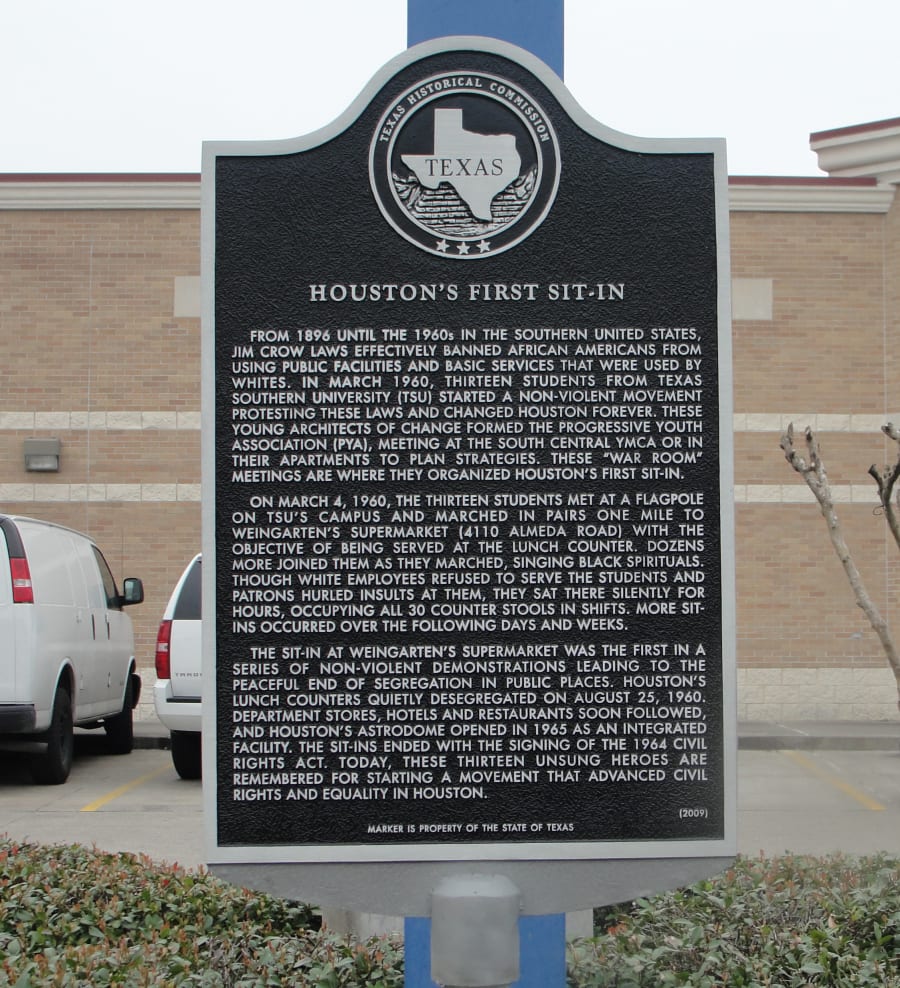 TEXAS HISTORICAL COMMISSION
TEXAS
HOUSTON'S FIRST SIT-IN
FROM 1896 UNTIL THE 1960s IN THE SOUTHERN UNITED STATES,
JIM CROW LAWS EFFECTIVELY BANNED AFRICAN AMERICANS FROM
USING PUBLIC FACILITIES AND BASIC SERVICES THAT WERE USED BY
WHITES. IN MARCH 1960, THIRTEEN STUDENTS FROM TEXAS
SOUTHERN UNIVERSITY (TSU) STARTED A NON-VIOLENT MOVEMENT
PROTESTING THESE LAWS AND CHANGED HOUSTON FOREVER. THESE
YOUNG ARCHITECTS OF CHANGE FORMED THE PROGRESSIVE YOUTH
ASSOCIATION (PYA), MEETING AT THE SOUTH CENTRAL YMCA OR IN
THEIR APARTMENTS TO PLAN STRATEGIES. THESE "WAR ROOM"
MEETINGS ARE WHERE THEY ORGANIZED HOUSTON'S FIRST SIT-IN.
ON MARCH 4, 1960, THE THIRTEEN STUDENTS MET AT A FLAGPOLE
ON TSU'S CAMPUS AND MARCHED IN PAIRS ONE MILE TO
WEINGARTEN'S SUPERMARKET (4110 ALMEDA ROAD) WITH THE
OBJECTIVE OF BEING SERVED AT THE LUNCH COUNTER. DOZENS
MORE JOINED THEM AS THEY MARCHED, SINGING BLACK SPIRITUALS.
THOUGH WHITE EMPLOYEES REFUSED TO SERVE THE STUDENTS AND
PATRONS HURLED INSULTS AT THEM, THEY SAT THERE SILENTLY FOR
HOURS, OCCUPYING ALL 30 COUNTER STOOLS IN SHIFTS. MORE SIT-
INS OCCURRED OVER THE FOLLOWING DAYS AND WEEKS.
THE SIT-IN AT WEINGARTEN'S SUPERMARKET WAS THE FIRST IN A
SERIES OF NON-VIOLENT DEMONSTRATIONS LEADING TO THE
PEACEFUL END OF SEGREGATION IN PUBLIC PLACES. HOUSTON'S
LUNCH COUNTERS QUIETLY DESEGREGATED ON AUGUST 25, 1960.
DEPARTMENT STORES, HOTELS AND RESTAURANTS SOON FOLLOWED,
AND HOUSTON'S ASTRODOME OPENED IN 1965 AS AN INTEGRATED
FACILITY. THE SIT-INS ENDED WITH THE SIGNING OF THE 1964 CIVIL
RIGHTS ACT. TODAY, THESE THIRTEEN UNSUNG HEROES ARE
REMEMBERED FOR STARTING A MOVEMENT THAT ADVANCED CIVIL
RIGHTS AND EQUALITY IN HOUSTON.
(2009)
MARKER IS PROPERTY OF THE STATE OF TEXAS